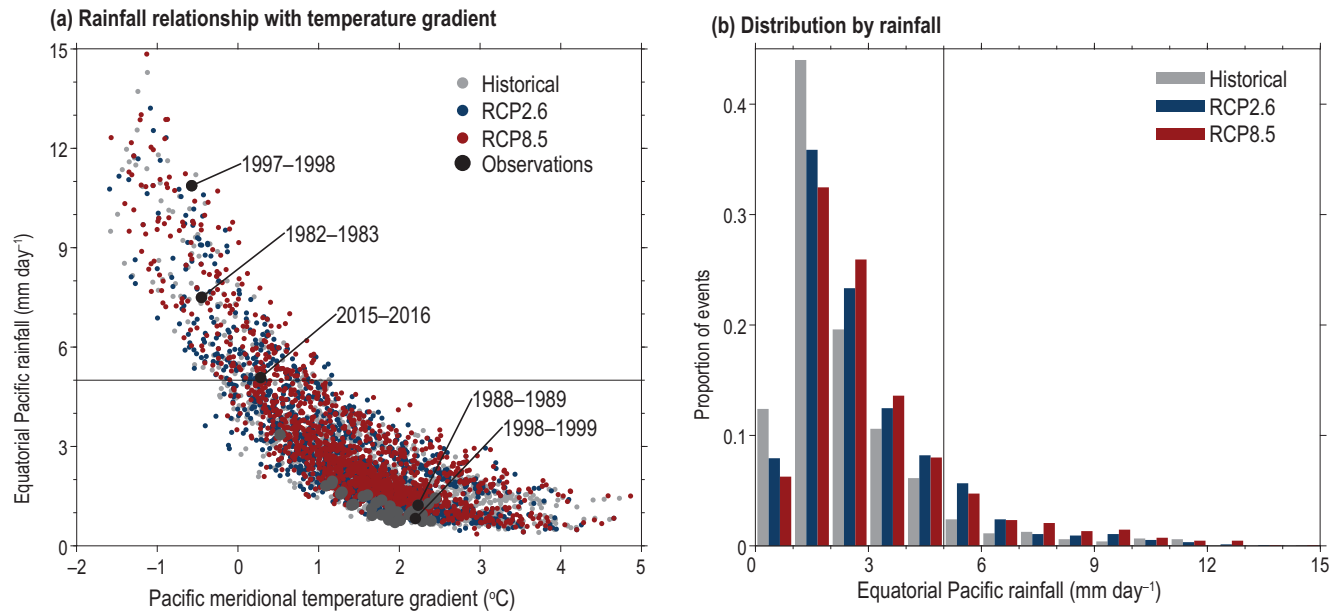 (a) Rainfall relationship with temperature gradient
15
12
9
6
3
0
Equatorial Pacific rainfall (mm day⁻¹)
Historical
RCP2.6
RCP8.5
Observations
1997–1998
1982–1983
2015–2016
1988–1989
1998–1999
−2 −1 0 1 2 3 4 5
Pacific meridional temperature gradient (°C)
(b) Distribution by rainfall
0.4
0.3
0.2
0.1
0
Proportion of events
Historical
RCP2.6
RCP8.5
0 3 6 9 12 15
Equatorial Pacific rainfall (mm day⁻¹)